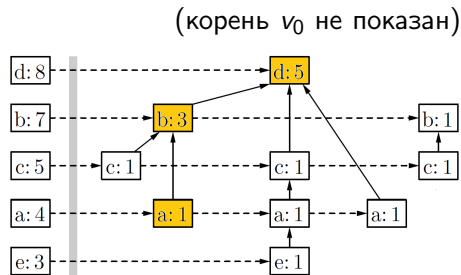 (корень v₀ не показан)
d: 8 d: 5
b: 7 b: 3 b: 1
c: 5 c: 1 c: 1 c: 1
a: 4 a: 1 a: 1 a: 1
e: 3 e: 1